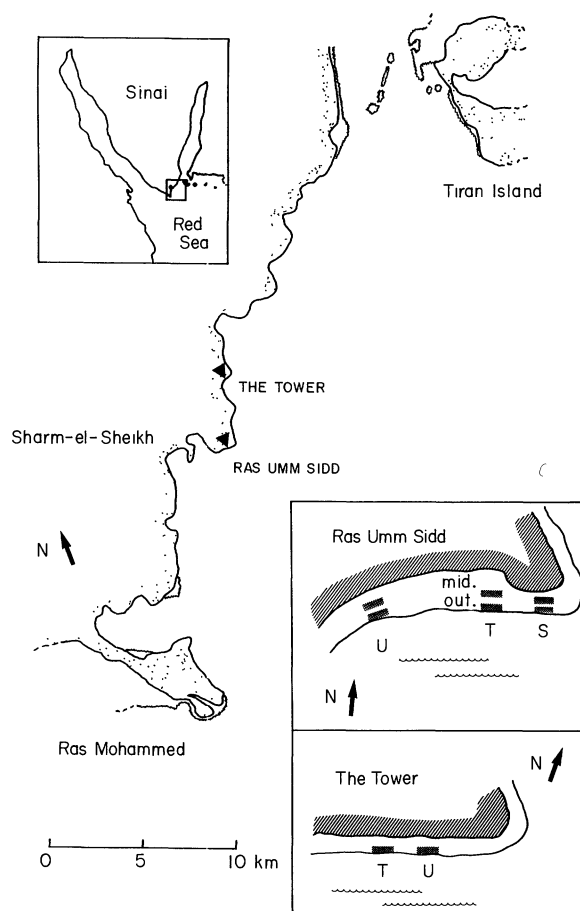 Sinai
Red
Sea
Tiran Island
THE TOWER
Sharm-el-Sheikh
RAS UMM SIDD
N
Ras Mohammed
0 5 10 km
Ras Umm Sidd
mid.
out.
U T S
N
The Tower
N
T U